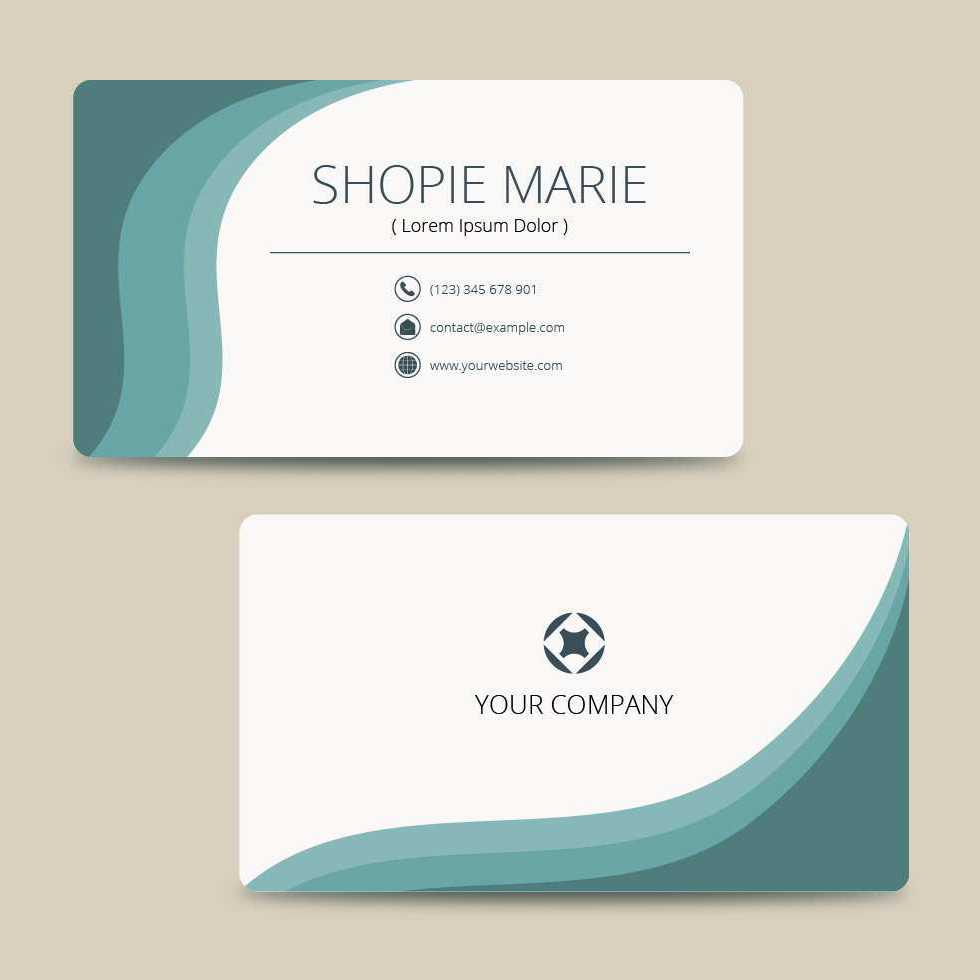 SHOPIE MARIE
( Lorem Ipsum Dolor )
(123) 345 678 901
contact@example.com
www.yourwebsite.com
YOUR COMPANY